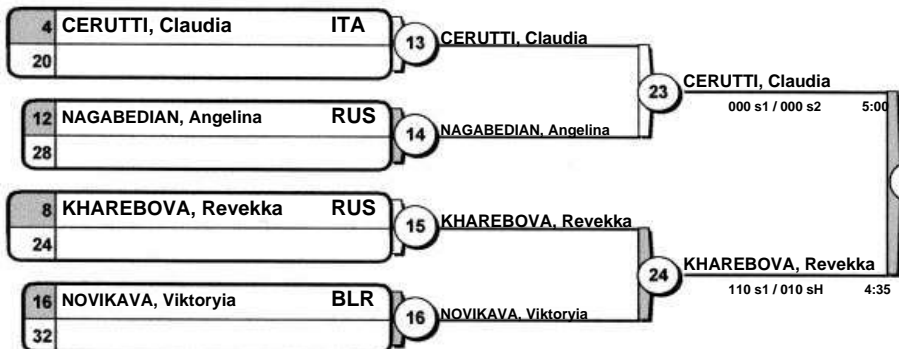 4 CERUTTI, Claudia ITA
20
13 CERUTTI, Claudia
12 NAGABEDIAN, Angelina RUS
28
14 NAGABEDIAN, Angelina
23 CERUTTI, Claudia
000 s1 / 000 s2 5:00
8 KHAREBOVA, Revekka RUS
24
15 KHAREBOVA, Revekka
16 NOVIKAVA, Viktoryia BLR
32
16 NOVIKAVA, Viktoryia
24 KHAREBOVA, Revekka
110 s1 / 010 sH 4:35